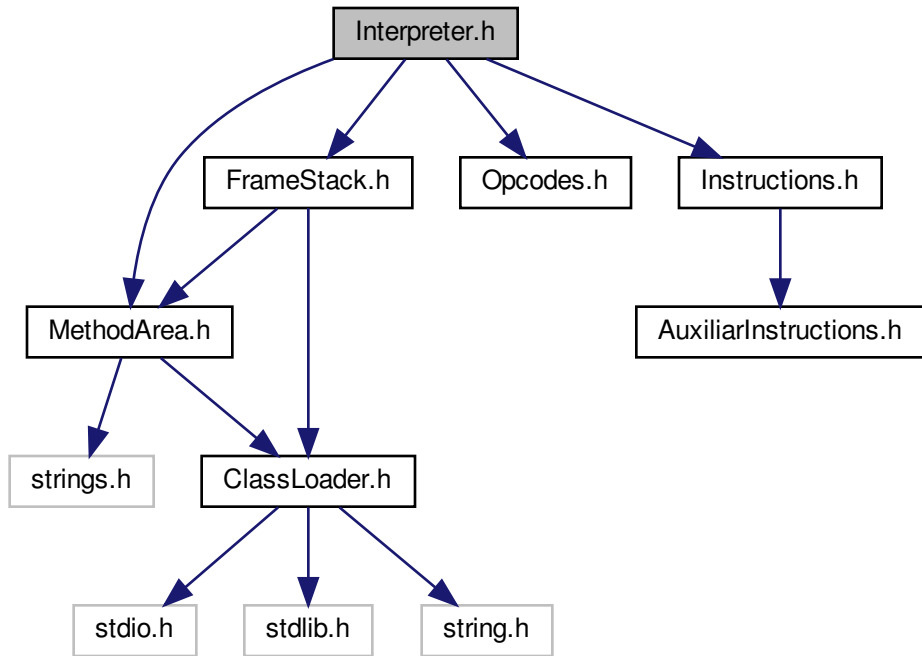 Interpreter.h
FrameStack.h
Opcodes.h
Instructions.h
MethodArea.h
AuxiliarInstructions.h
strings.h
ClassLoader.h
stdio.h
stdlib.h
string.h